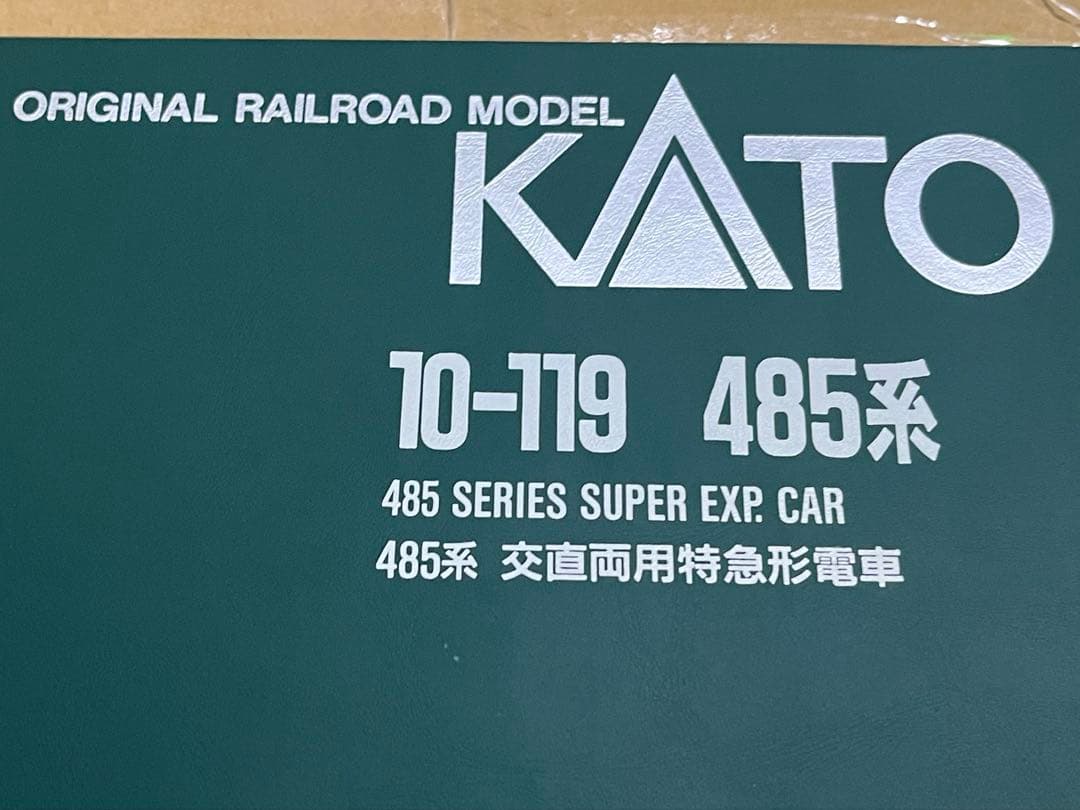 ORIGINAL RAILROAD MODEL
KATO
10-119 485系
485 SERIES SUPER EXP. CAR
485系 交直両用特急形電車